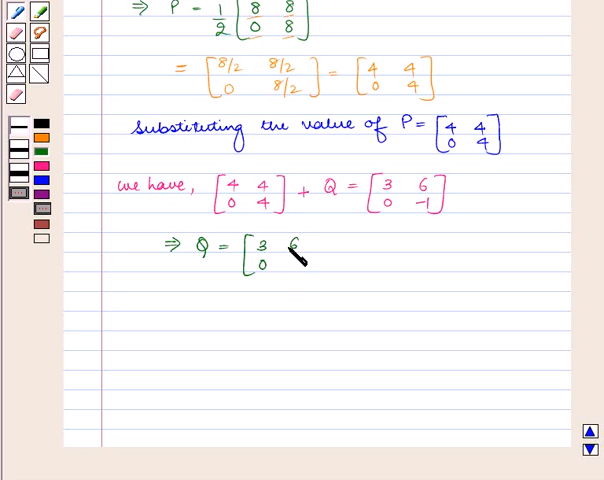 ⇒ P = 1/2 [8 8; 0 8]
= [8/2 8/2; 0 8/2] = [4 4; 0 4]
substituting the value of P = [4 4; 0 4]
we have, [4 4; 0 4] + Q = [3 6; 0 -1]
⇒ Q = [3 6; 0